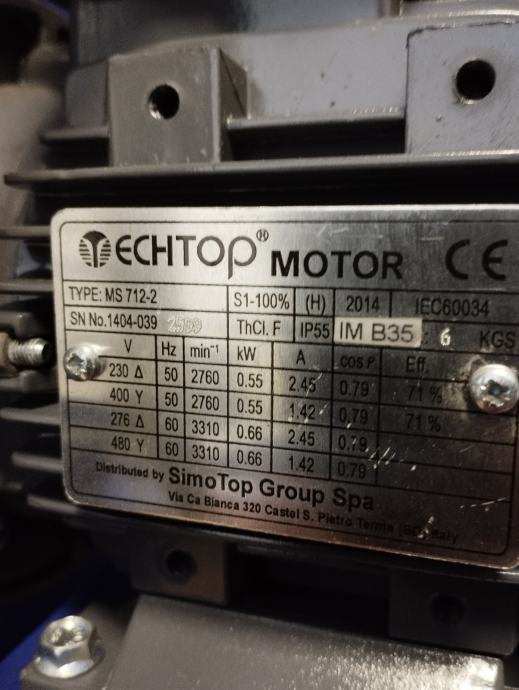 TECHTOP® MOTOR CE
TYPE: MS 712-2 S1-100% (H) 2014 IEC60034
SN No.1404-039 ThCl. F IP55 IM B35 : 6 KGS
V Hz min⁻¹ kW A cos φ Eff.
230 Δ 50 2760 0.55 2.45 0.79 71 %
400 Y 50 2760 0.55 1.42 0.79 71 %
276 Δ 60 3310 0.66 2.45 0.79
480 Y 60 3310 0.66 1.42 0.79
Distributed by SimoTop Group Spa
Via Ca Bianca 320 Castel S. Pietro Terme (BO) Italy